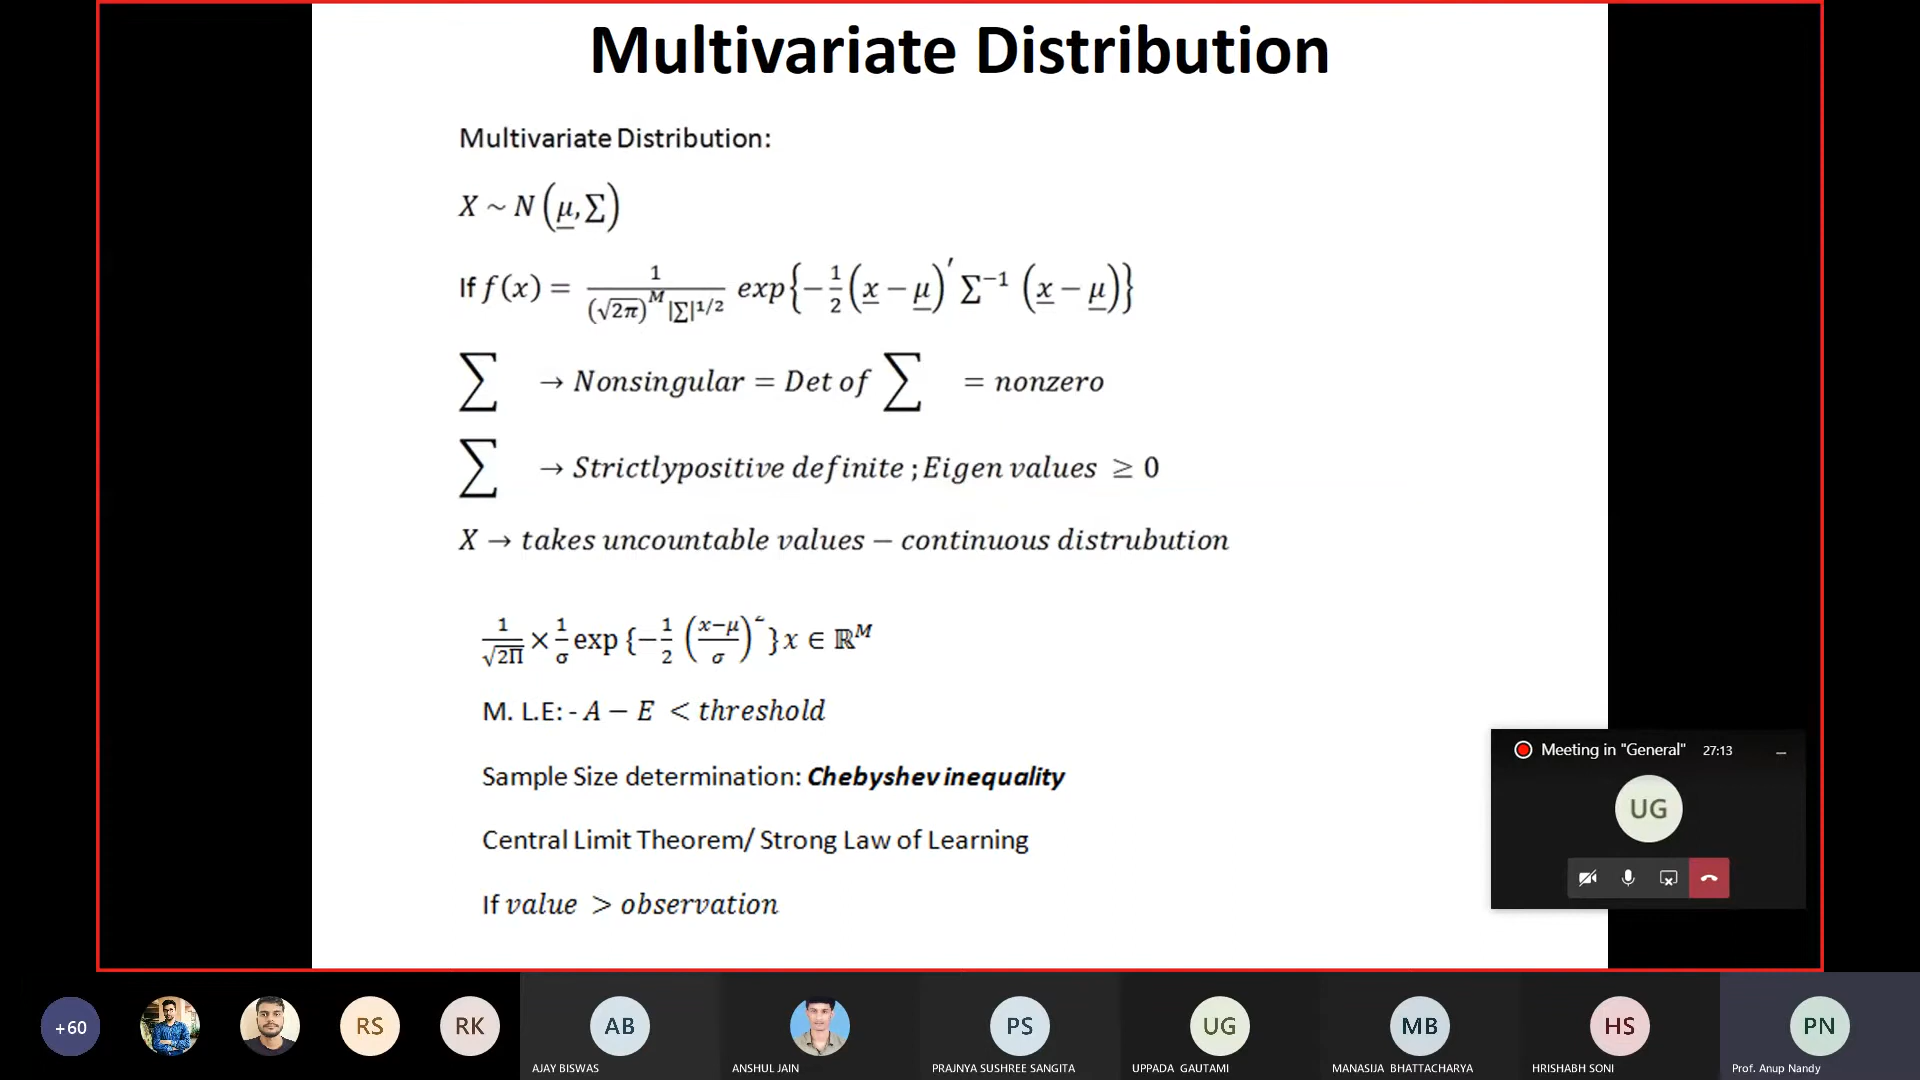 Multivariate Distribution
Multivariate Distribution:
X ~ N (μ, Σ)
If f(x) = 1/((√2π)^M |Σ|^1/2) exp{−1/2 (x − μ)′ Σ^−1 (x − μ)}
∑ → Nonsingular = Det of ∑ = nonzero
∑ → Strictlypositive definite ; Eigen values ≥ 0
X → takes uncountable values − continuous distrubution
1/√2Π × 1/σ exp {−1/2 ((x−μ)/σ)^2 } x ∈ ℝ^M
M. L.E: - A − E < threshold
Sample Size determination: Chebyshev inequality
Central Limit Theorem/ Strong Law of Learning
If value > observation
Meeting in "General" 27:13
UG
+60
RS
RK
AB
PS
UG
MB
HS
PN
AJAY BISWAS
ANSHUL JAIN
PRAJNYA SUSHREE SANGITA
UPPADA GAUTAMI
MANASIJA BHATTACHARYA
HRISHABH SONI
Prof. Anup Nandy